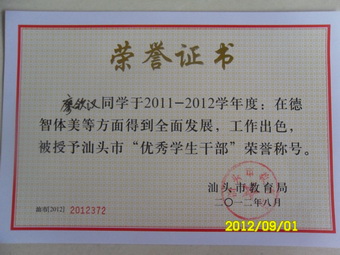 荣誉证书
廖欽汉同学于2011—2012学年度：在德
智体美等方面得到全面发展，工作出色，
被授予汕头市“优秀学生干部”荣誉称号。
汕头市教育局
二〇一二年八月
[2012] 2012372
2012/09/01